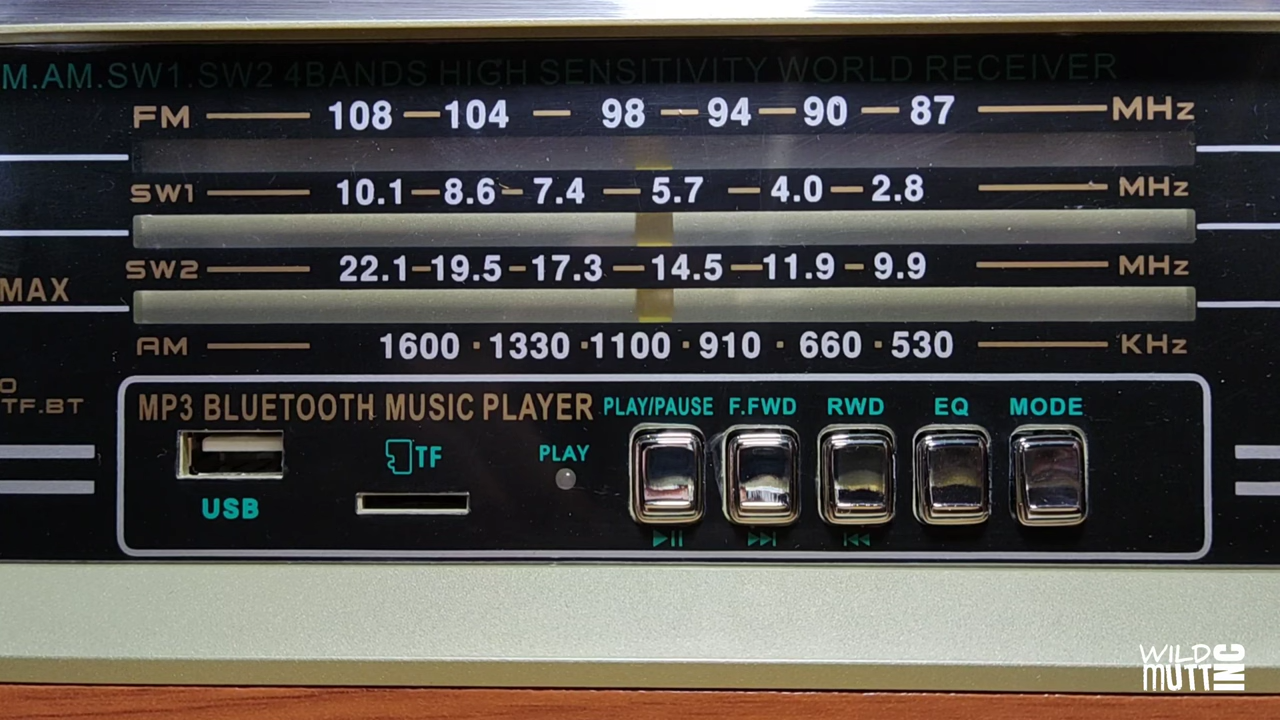 M.AM.SW1.SW2 4BANDS HIGH SENSITIVITY WORLD RECEIVER
FM 108 104 98 94 90 87 MHz
SW1 10.1 8.6 7.4 5.7 4.0 2.8 MHz
SW2 22.1 19.5 17.3 14.5 11.9 9.9 MHz
MAX
AM 1600 · 1330 · 1100 · 910 · 660 · 530 KHz
O
TF.BT
MP3 BLUETOOTH MUSIC PLAYER PLAY/PAUSE F.FWD RWD EQ MODE
TF
PLAY
USB
WILD
MUTT
INC